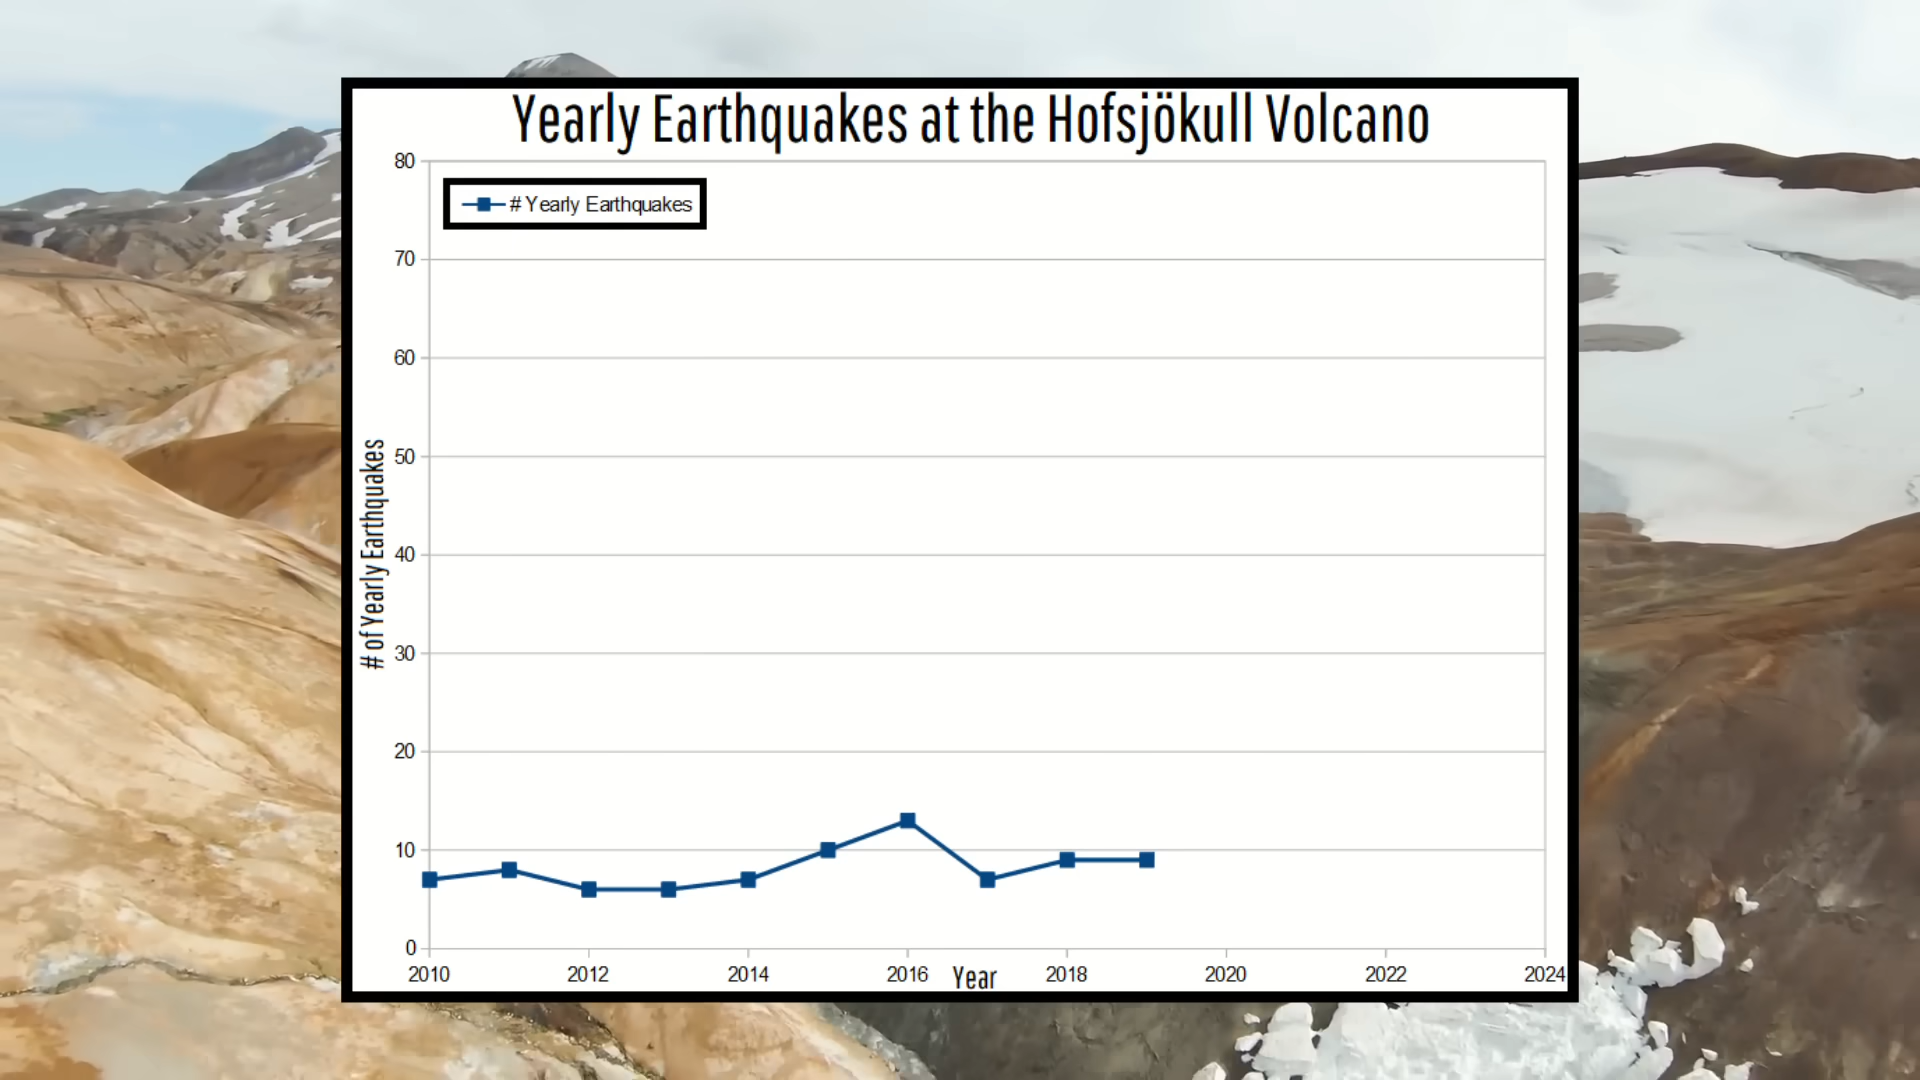 Yearly Earthquakes at the Hofsjökull Volcano
# Yearly Earthquakes
# of Yearly Earthquakes
80
70
60
50
40
30
20
10
0
2010 2012 2014 2016 2018 2020 2022 2024
Year